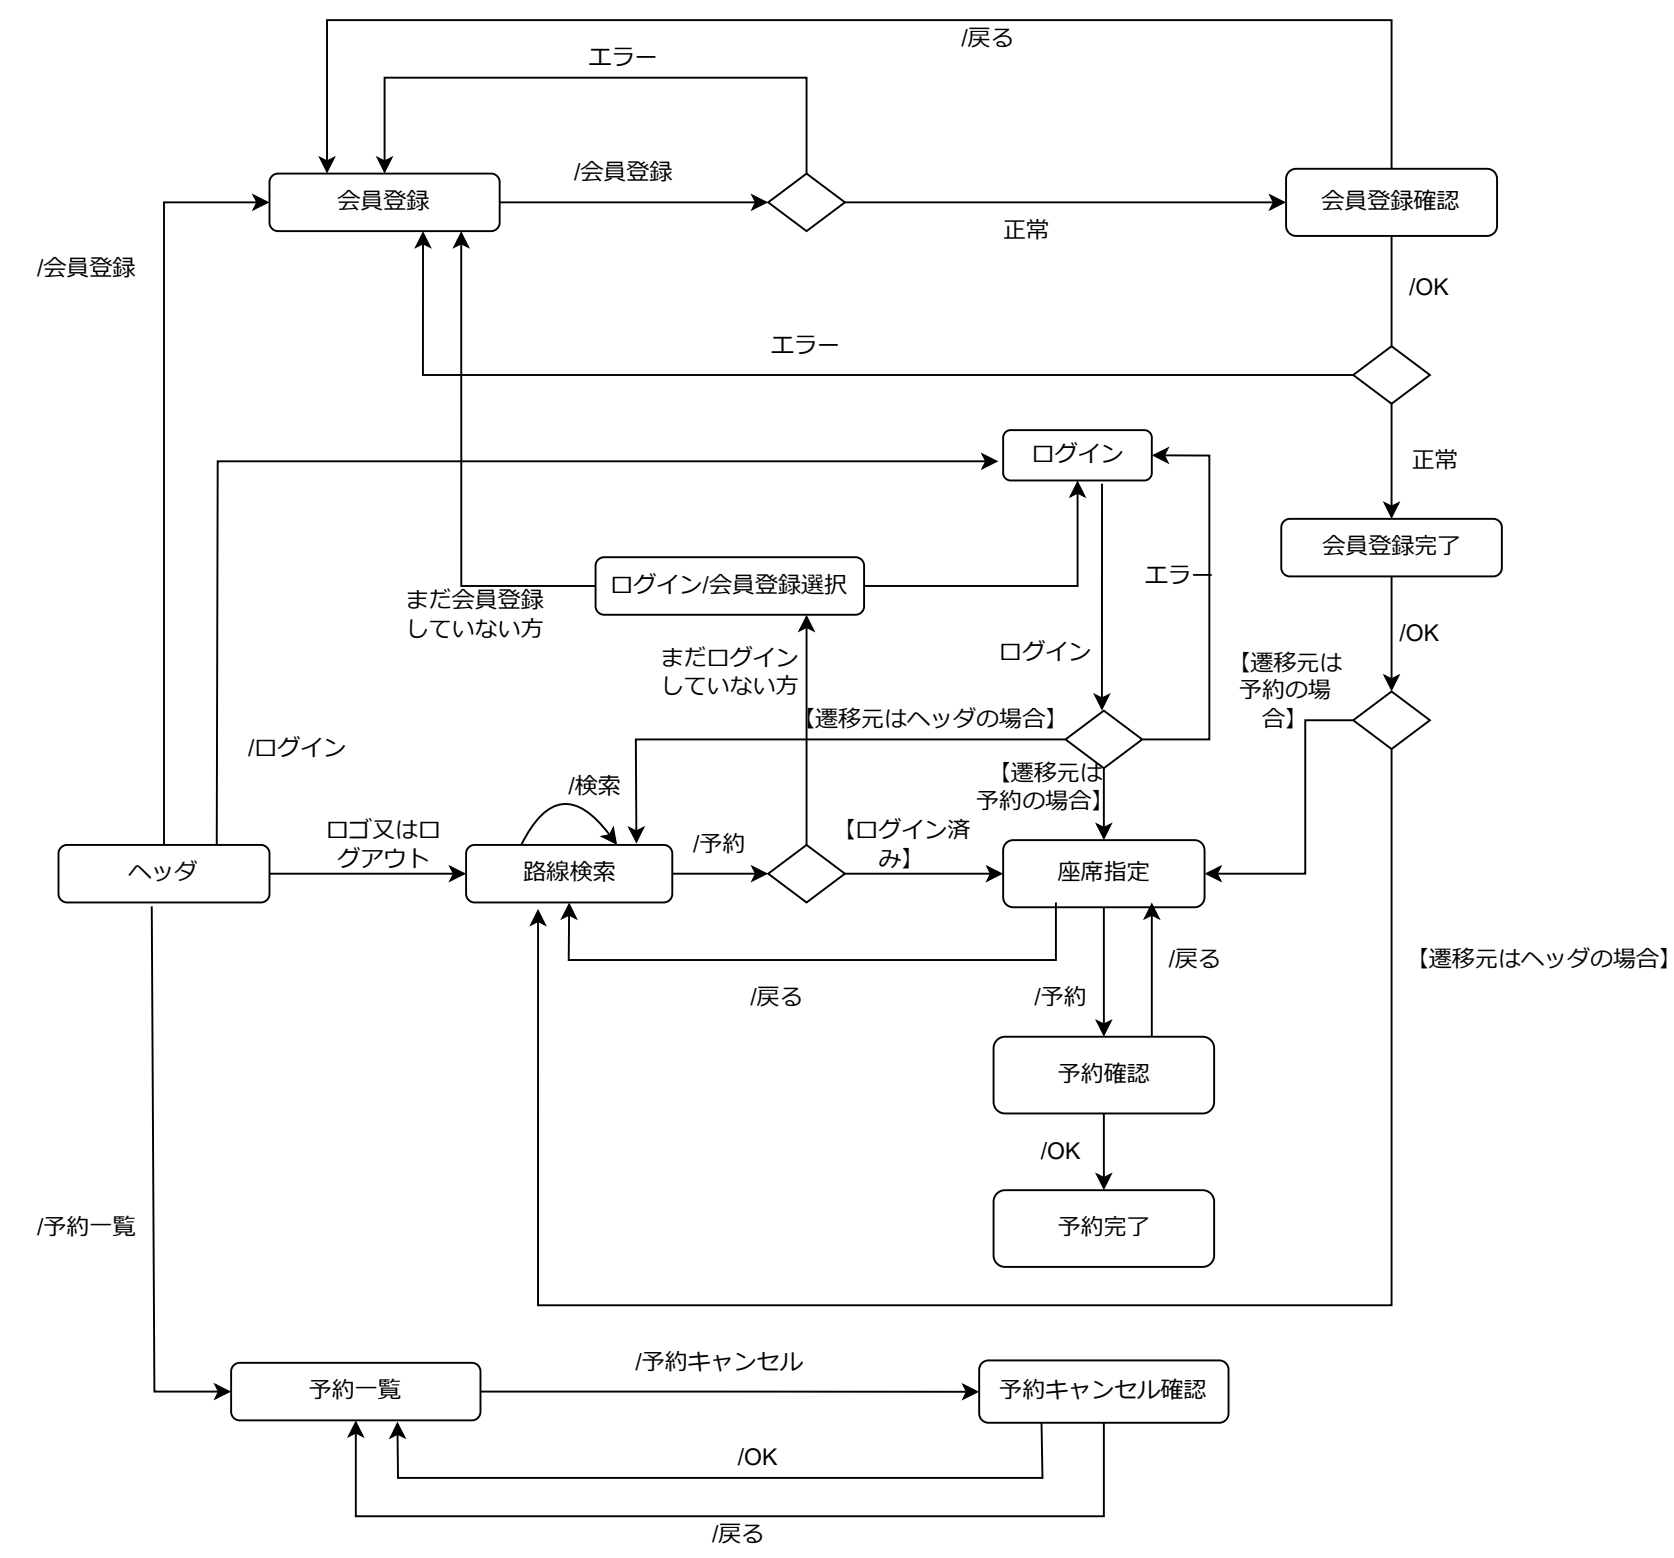 /戻る
エラー
/会員登録
会員登録
会員登録確認
正常
/会員登録
/OK
エラー
ログイン
正常
会員登録完了
ログイン/会員登録選択
エラー
まだ会員登録
していない方
/OK
ログイン
まだログイン
していない方
【遷移元は
予約の場
合】
【遷移元はヘッダの場合】
/ログイン
/検索
【遷移元は
予約の場合】
ロゴ又はロ
グアウト
/予約
【ログイン済
み】
ヘッダ
路線検索
座席指定
/戻る
【遷移元はヘッダの場合】
/戻る
/予約
予約確認
/OK
/予約一覧
予約完了
/予約キャンセル
予約一覧
予約キャンセル確認
/OK
/戻る